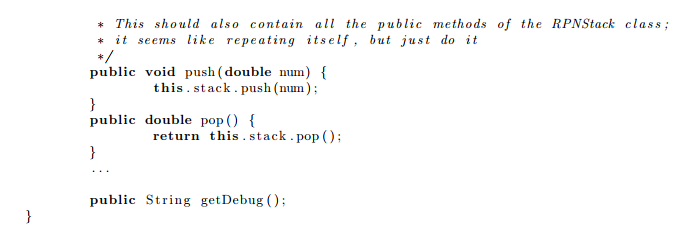 * This should also contain all the public methods of the RPNStack class;
* it seems like repeating itself, but just do it
*/
public void push(double num) {
this.stack.push(num);
}
public double pop() {
return this.stack.pop();
}
...
public String getDebug();
}